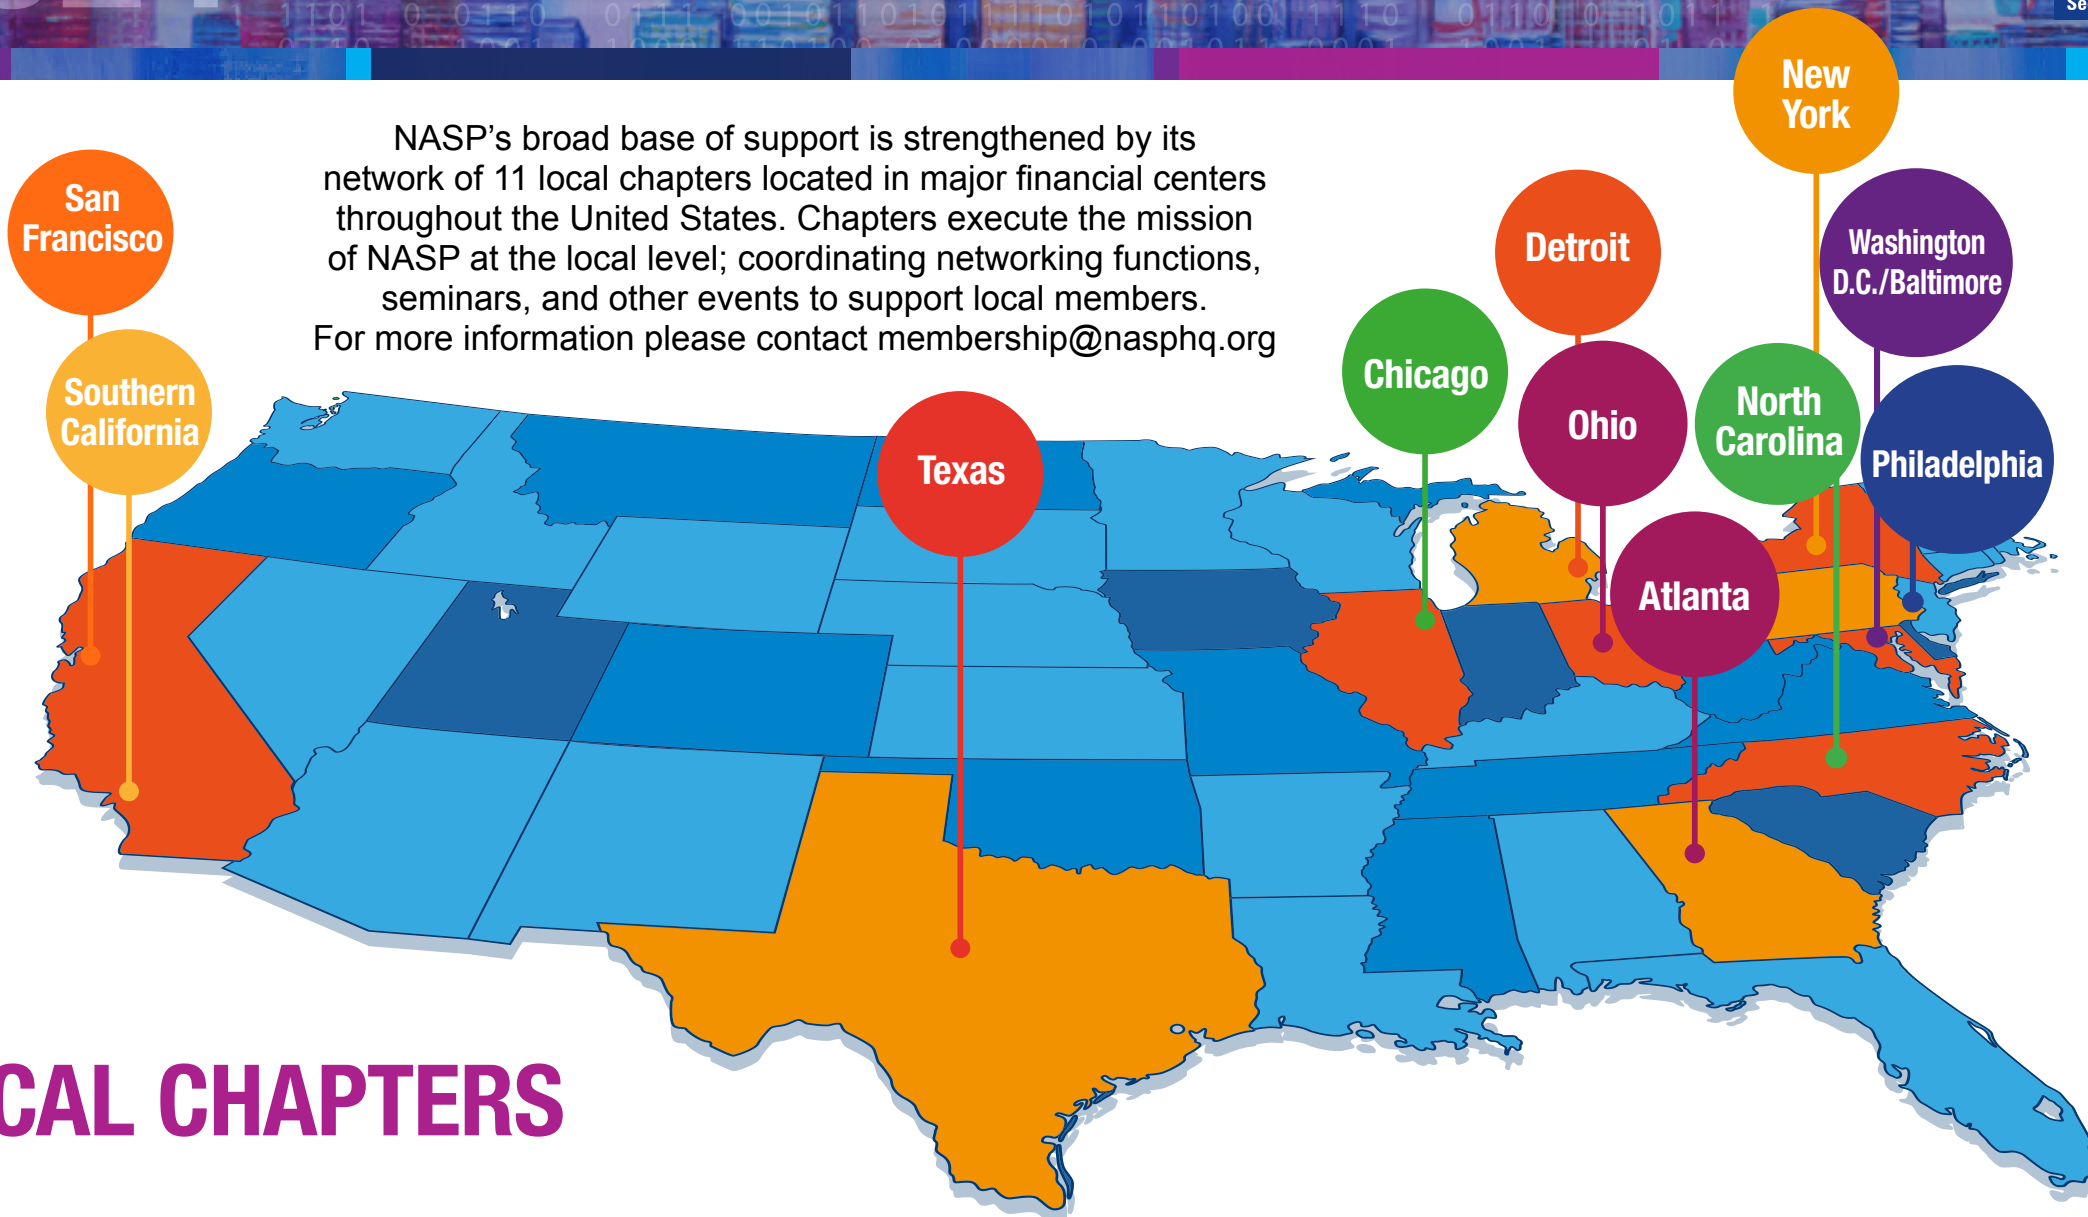 NASP’s broad base of support is strengthened by its
network of 11 local chapters located in major financial centers
throughout the United States. Chapters execute the mission
of NASP at the local level; coordinating networking functions,
seminars, and other events to support local members.
For more information please contact membership@nasphq.org
San
Francisco
Southern
California
Texas
Chicago
Detroit
Ohio
Atlanta
New
York
North
Carolina
Washington
D.C./Baltimore
Philadelphia
CAL CHAPTERS